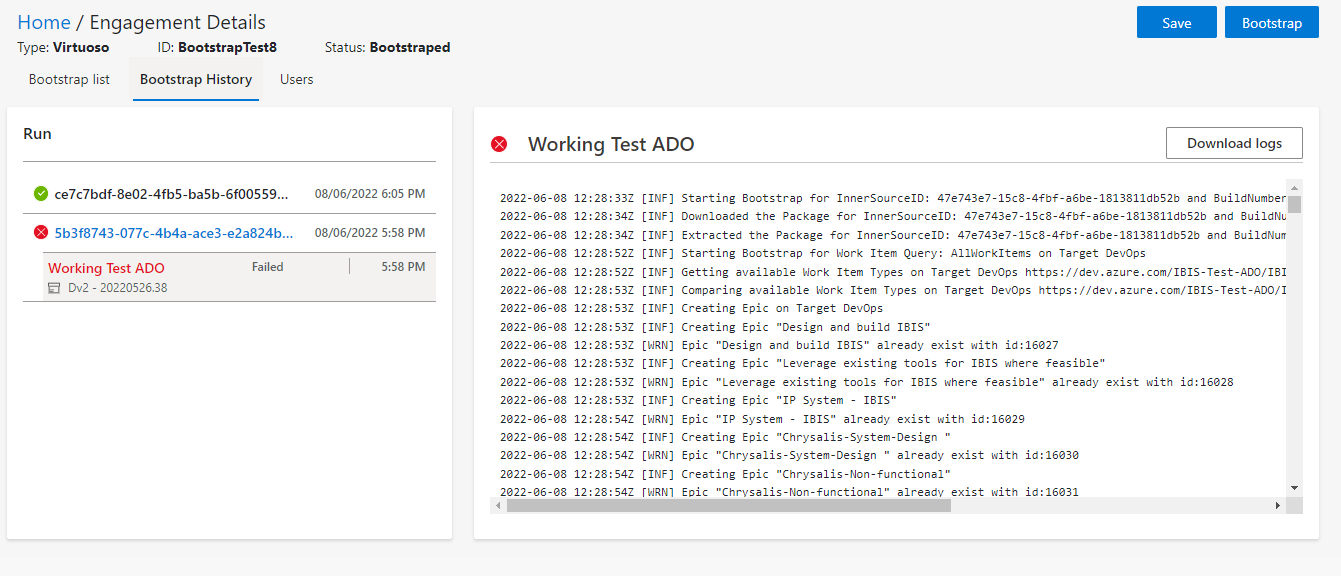 Home / Engagement Details
Save
Bootstrap
Type: Virtuoso ID: BootstrapTest8 Status: Bootstraped
Bootstrap list
Bootstrap History
Users
Run
ce7c7bdf-8e02-4fb5-ba5b-6f00559... 08/06/2022 6:05 PM
5b3f8743-077c-4b4a-ace3-e2a824b... 08/06/2022 5:58 PM
Working Test ADO Failed 5:58 PM
Dv2 - 20220526.38
Working Test ADO
Download logs
2022-06-08 12:28:33Z [INF] Starting Bootstrap for InnerSourceID: 47e743e7-15c8-4fbf-a6be-1813811db52b and BuildNumber
2022-06-08 12:28:34Z [INF] Downloaded the Package for InnerSourceID: 47e743e7-15c8-4fbf-a6be-1813811db52b and BuildNu
2022-06-08 12:28:34Z [INF] Extracted the Package for InnerSourceID: 47e743e7-15c8-4fbf-a6be-1813811db52b and BuildNum
2022-06-08 12:28:52Z [INF] Starting Bootstrap for Work Item Query: AllWorkItems on Target DevOps
2022-06-08 12:28:52Z [INF] Getting available Work Item Types on Target DevOps https://dev.azure.com/IBIS-Test-ADO/IBI
2022-06-08 12:28:53Z [INF] Comparing available Work Item Types on Target DevOps https://dev.azure.com/IBIS-Test-ADO/I
2022-06-08 12:28:53Z [INF] Creating Epic on Target DevOps
2022-06-08 12:28:53Z [INF] Creating Epic "Design and build IBIS"
2022-06-08 12:28:53Z [WRN] Epic "Design and build IBIS" already exist with id:16027
2022-06-08 12:28:53Z [INF] Creating Epic "Leverage existing tools for IBIS where feasible"
2022-06-08 12:28:53Z [WRN] Epic "Leverage existing tools for IBIS where feasible" already exist with id:16028
2022-06-08 12:28:53Z [INF] Creating Epic "IP System - IBIS"
2022-06-08 12:28:54Z [WRN] Epic "IP System - IBIS" already exist with id:16029
2022-06-08 12:28:54Z [INF] Creating Epic "Chrysalis-System-Design "
2022-06-08 12:28:54Z [WRN] Epic "Chrysalis-System-Design " already exist with id:16030
2022-06-08 12:28:54Z [INF] Creating Epic "Chrysalis-Non-functional"
2022-06-08 12:28:54Z [WRN] Epic "Chrysalis-Non-functional" already exist with id:16031